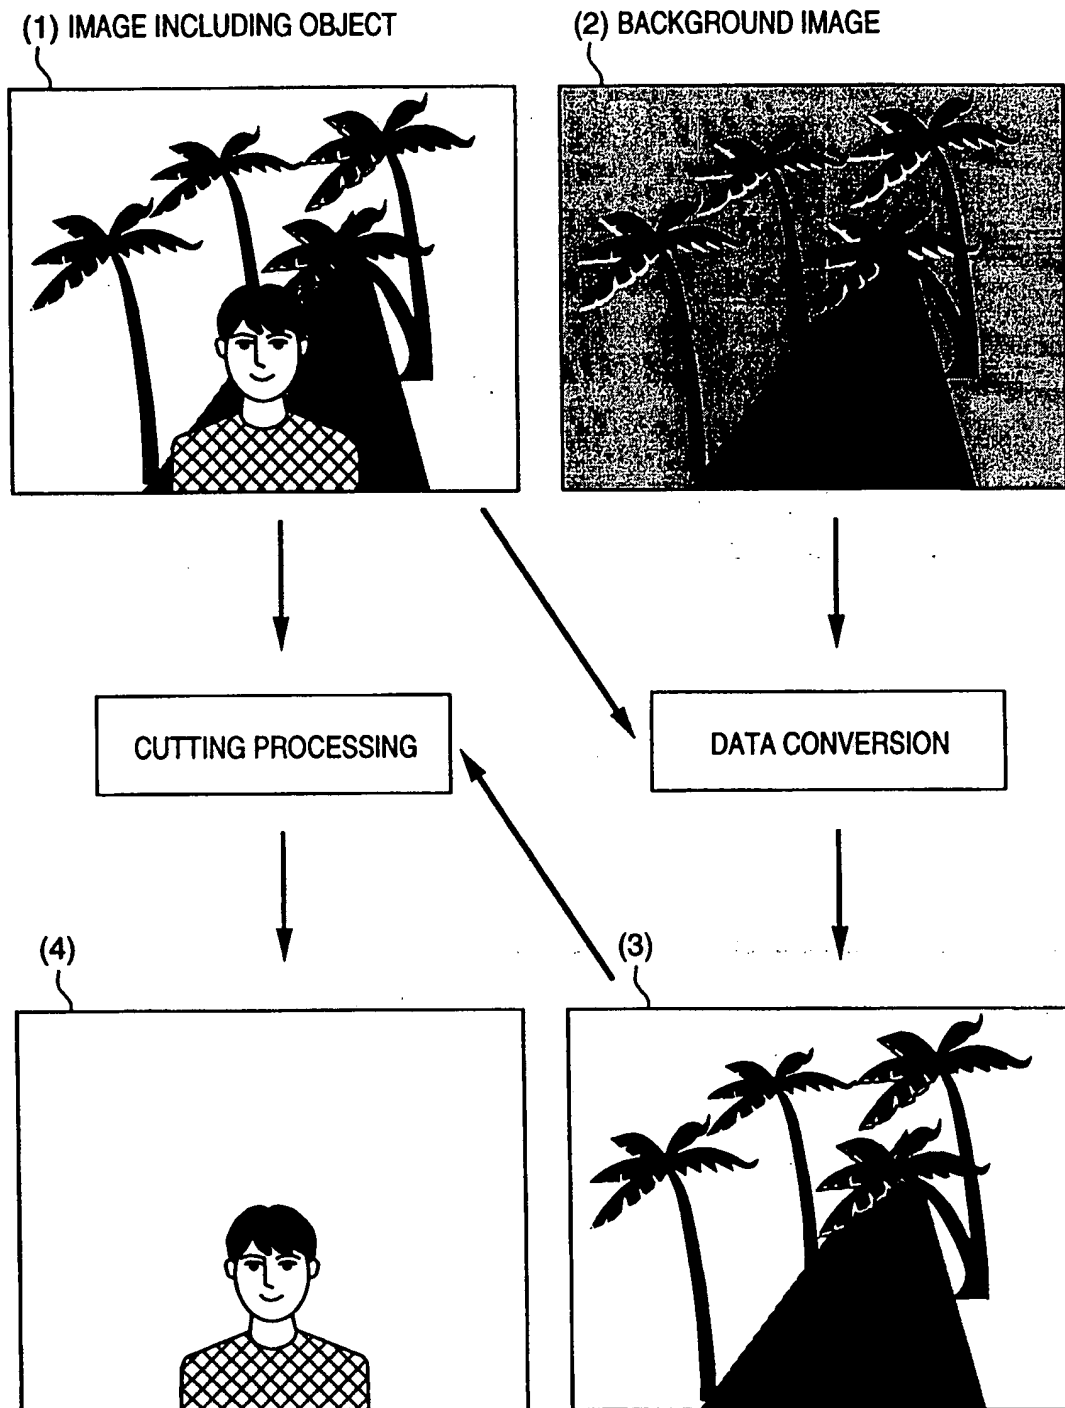 (1) IMAGE INCLUDING OBJECT
(2) BACKGROUND IMAGE
CUTTING PROCESSING
DATA CONVERSION
(4)
(3)